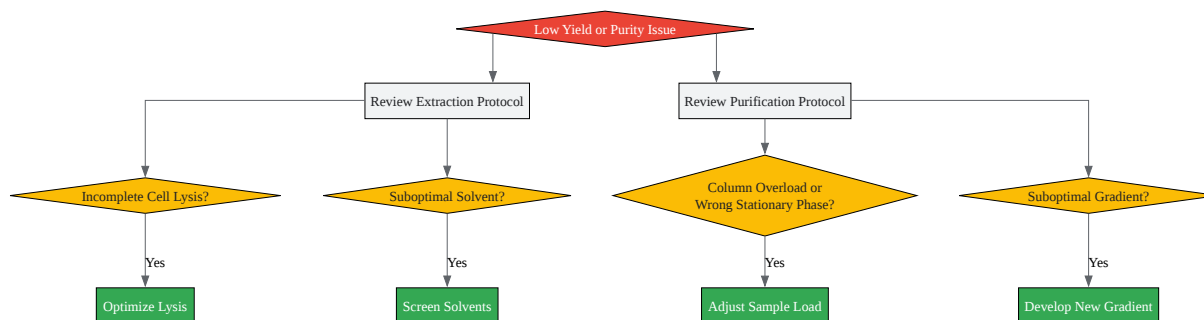 Low Yield or Purity Issue
Review Extraction Protocol
Review Purification Protocol
Incomplete Cell Lysis?
Suboptimal Solvent?
Column Overload or
Wrong Stationary Phase?
Suboptimal Gradient?
Yes
Yes
Yes
Yes
Optimize Lysis
Screen Solvents
Adjust Sample Load
Develop New Gradient